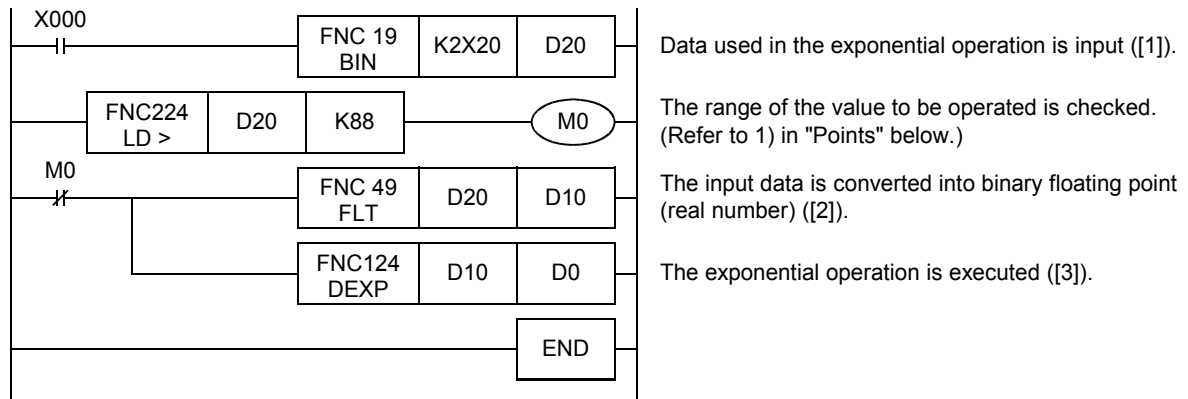 X000
FNC 19
BIN
K2X20
D20
Data used in the exponential operation is input ([1]).
FNC224
LD >
D20
K88
M0
The range of the value to be operated is checked.
(Refer to 1) in "Points" below.)
M0
FNC 49
FLT
D20
D10
The input data is converted into binary floating point
(real number) ([2]).
FNC124
DEXP
D10
D0
The exponential operation is executed ([3]).
END